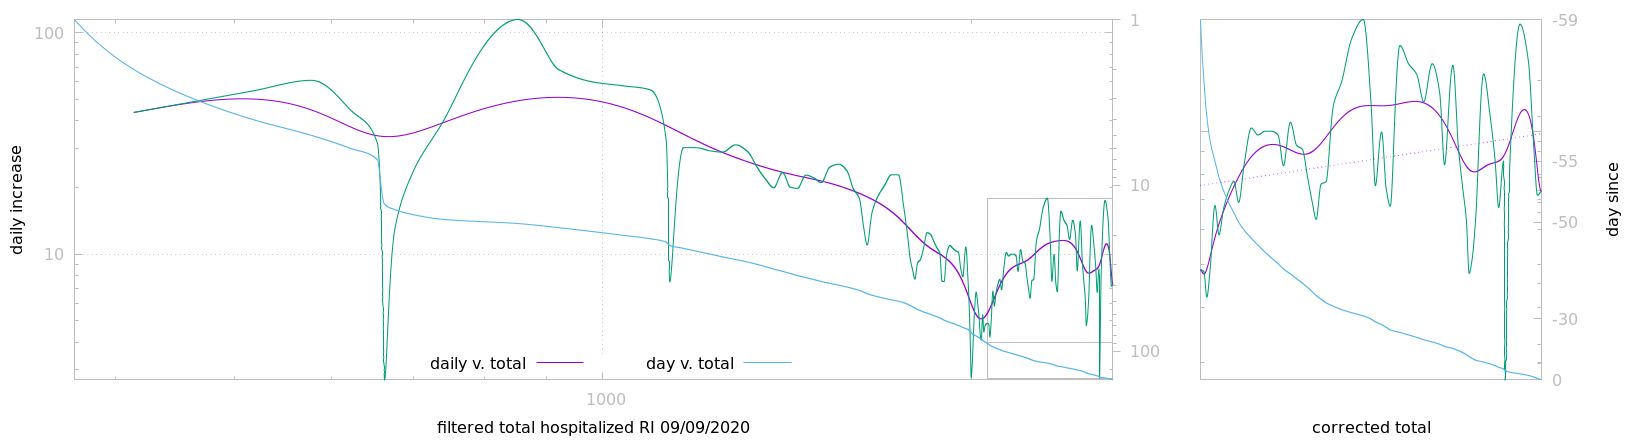 100
10
daily increase
daily v. total
day v. total
1000
filtered total hospitalized RI 09/09/2020
1
10
100
-59
-55
-50
-30
0
day since
corrected total